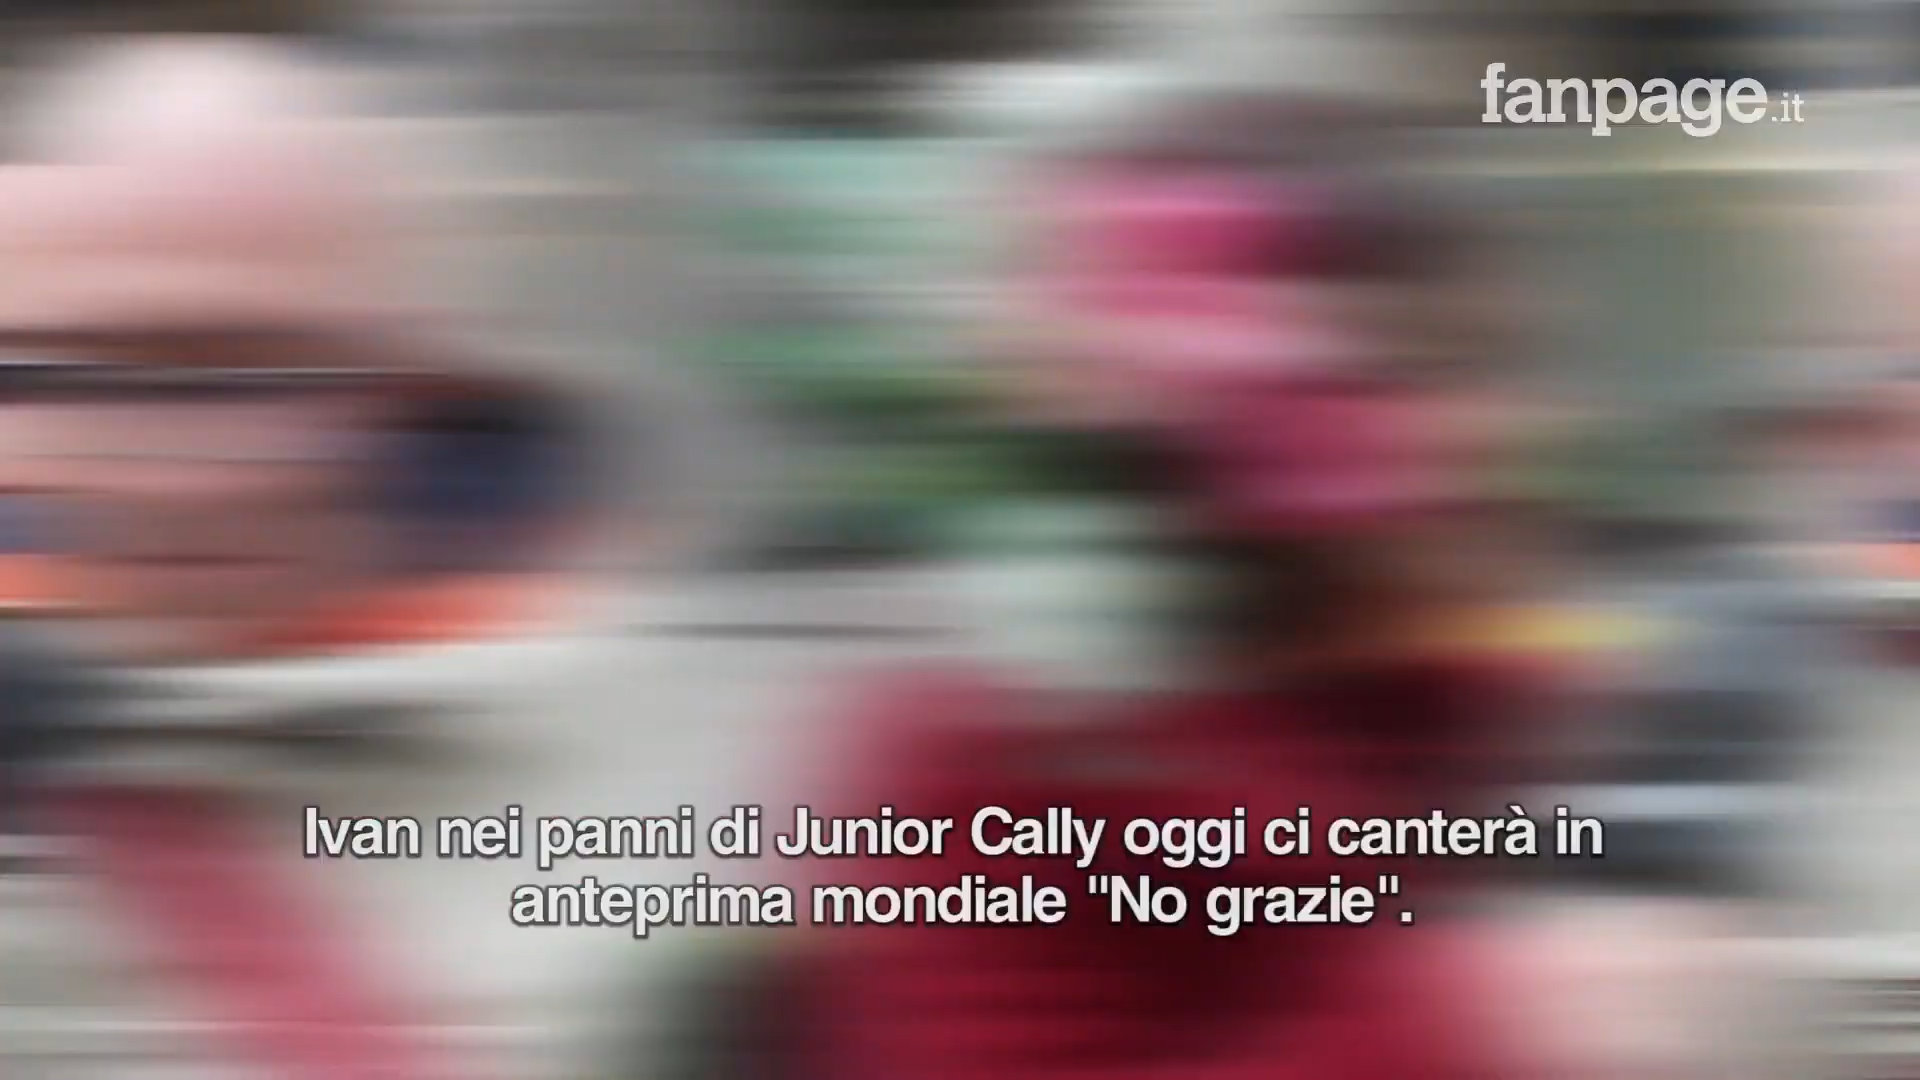 fanpage.it
Ivan nei panni di Junior Cally oggi ci canterà in
anteprima mondiale "No grazie".